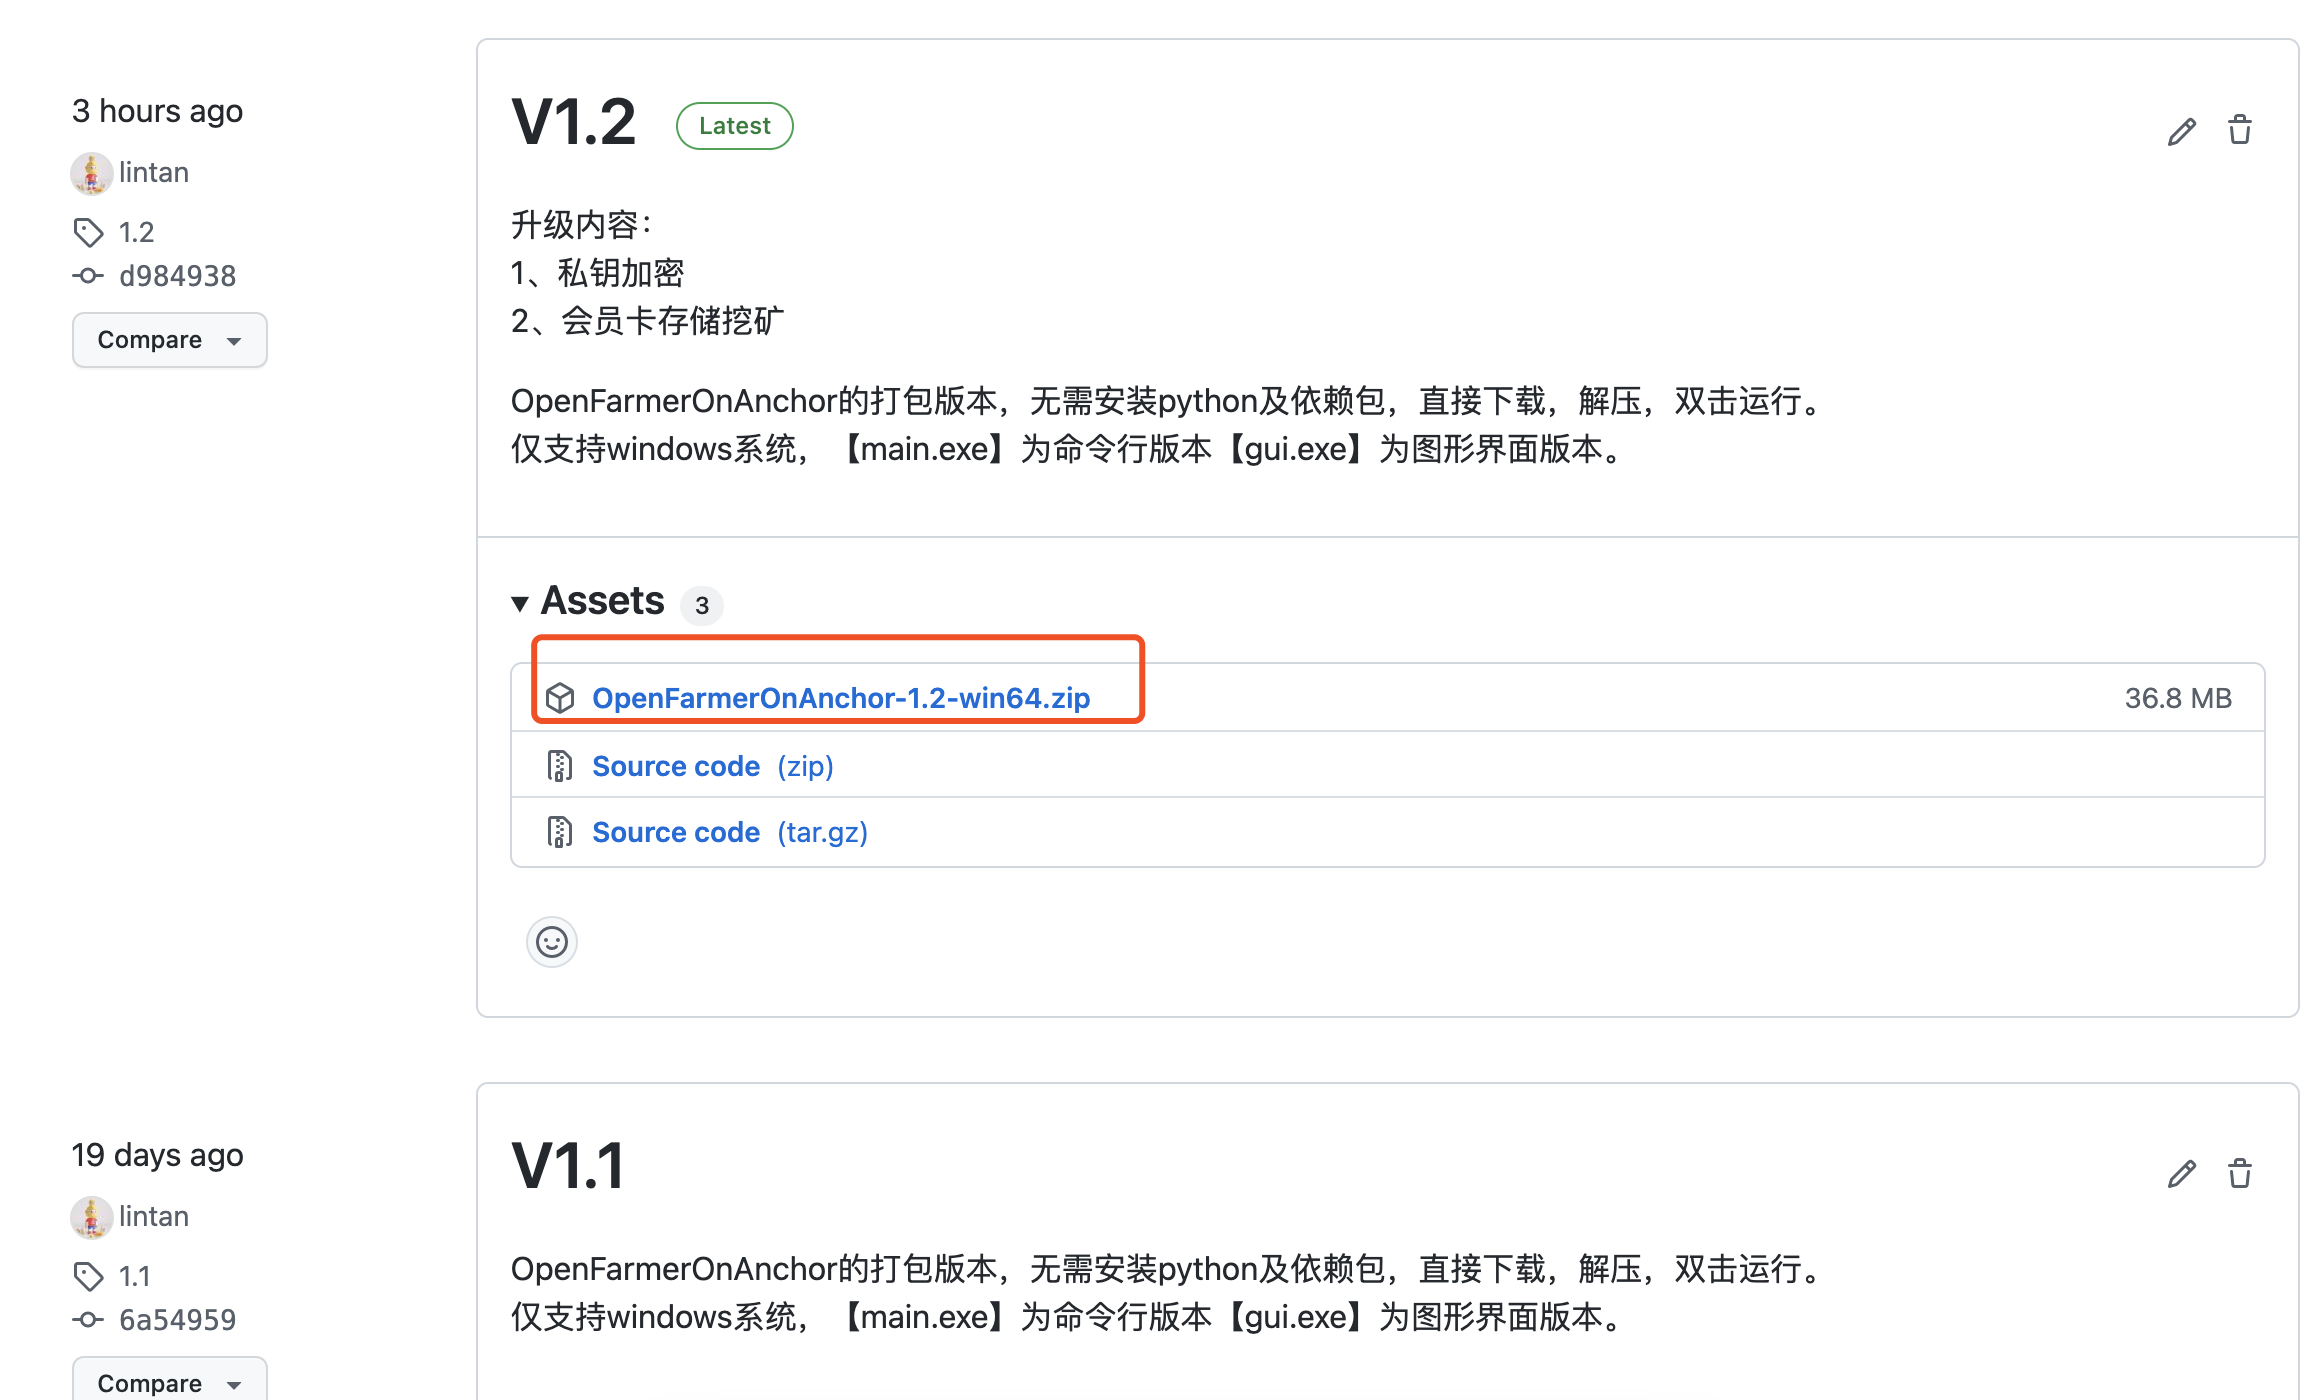 3 hours ago
lintan
1.2
d984938
Compare
V1.2
Latest
升级内容：
1、私钥加密
2、会员卡存储挖矿
OpenFarmerOnAnchor的打包版本，无需安装python及依赖包，直接下载，解压，双击运行。
仅支持windows系统，【main.exe】为命令行版本【gui.exe】为图形界面版本。
Assets 3
OpenFarmerOnAnchor-1.2-win64.zip 36.8 MB
Source code (zip)
Source code (tar.gz)
19 days ago
lintan
1.1
6a54959
Compare
V1.1
OpenFarmerOnAnchor的打包版本，无需安装python及依赖包，直接下载，解压，双击运行。
仅支持windows系统，【main.exe】为命令行版本【gui.exe】为图形界面版本。